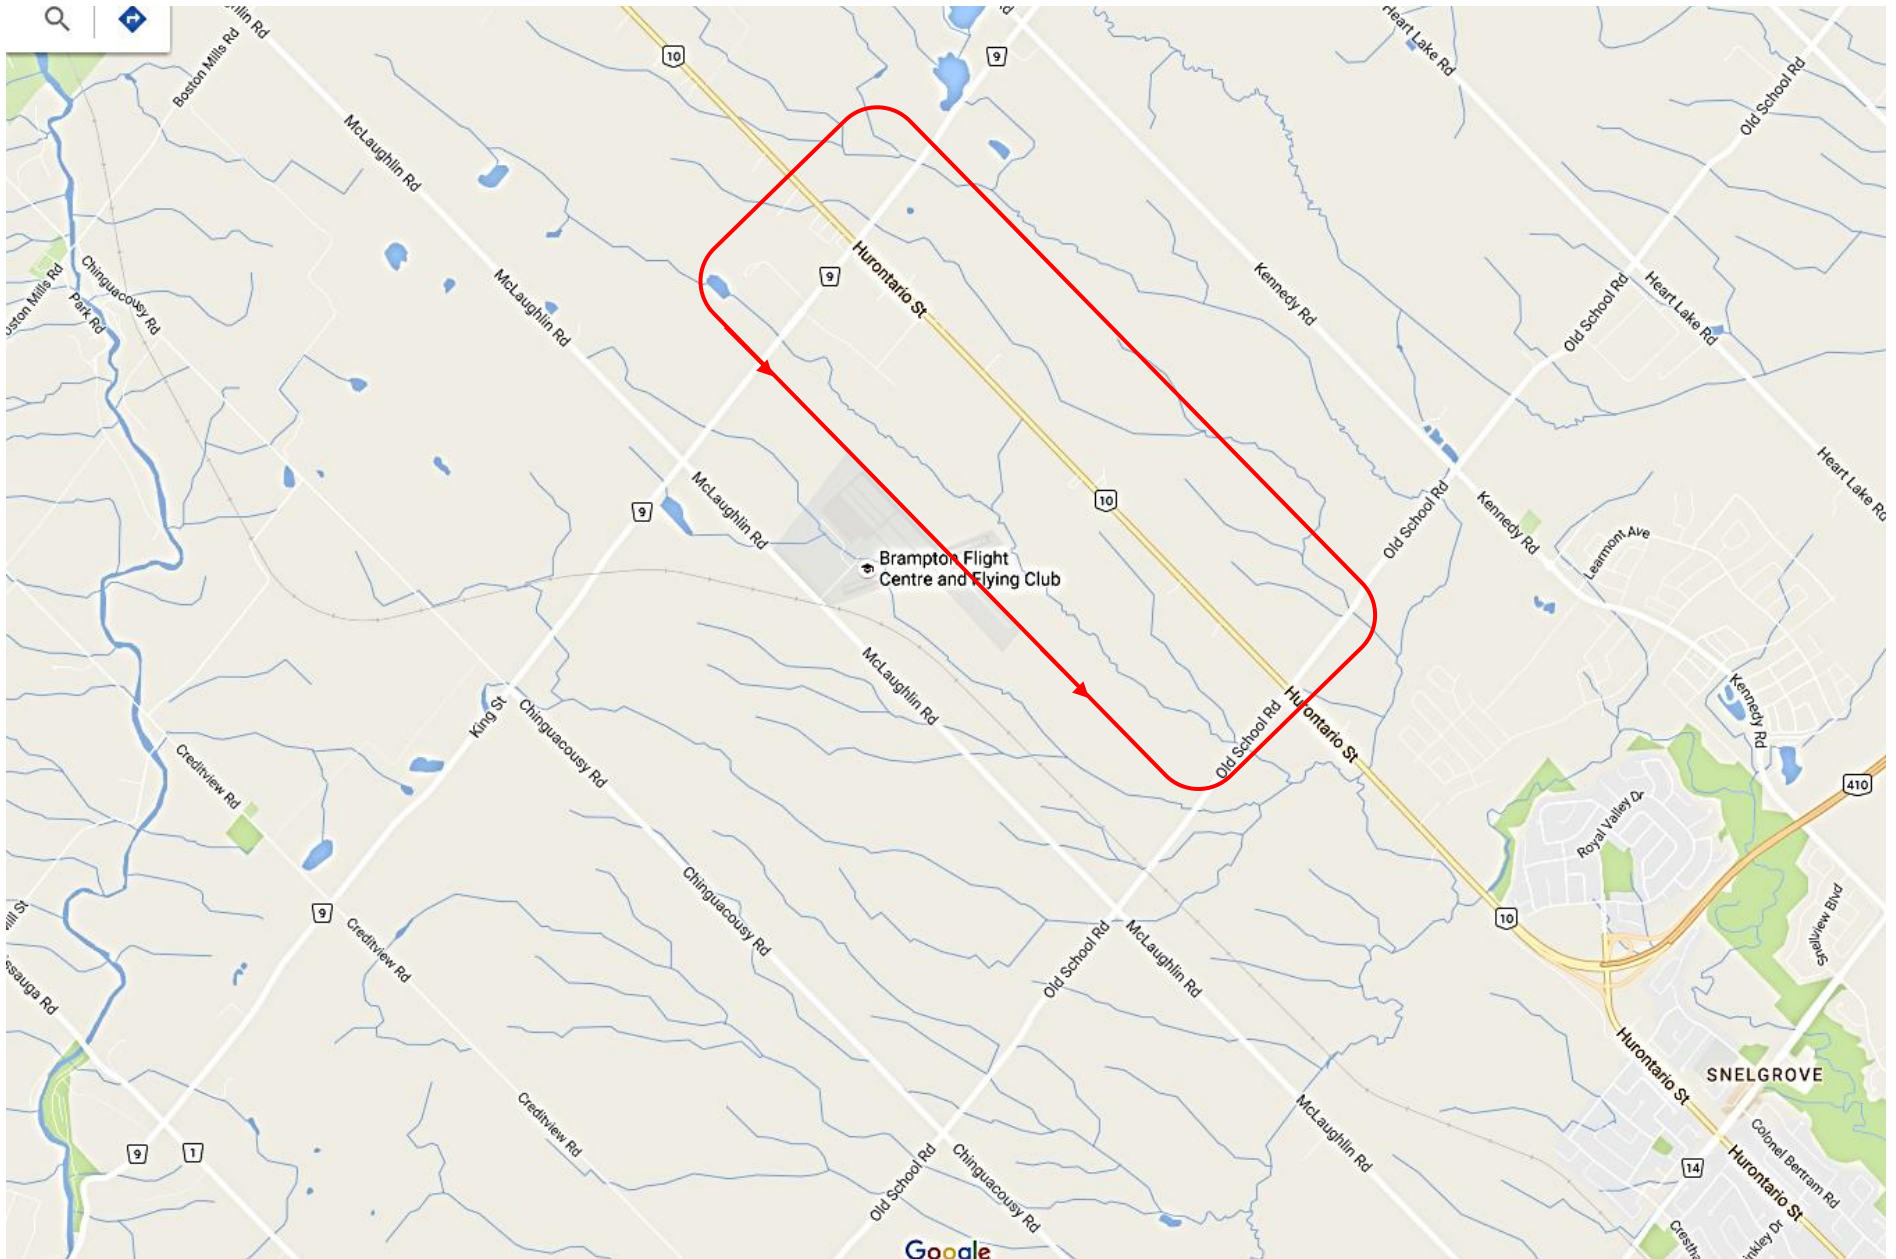 Boston Mills Rd
McLaughlin Rd
10
9
Heart Lake Rd
Old School Rd
McLaughlin Rd
9
Hurontario St
Kennedy Rd
Old School Rd
Heart Lake Rd
Chinguacousy Rd
Park Rd
9
McLaughlin Rd
10
Old School Rd
Kennedy Rd
Learmont Ave
Heart Lake Rd
Brampton Flight
Centre and Flying Club
McLaughlin Rd
King St
Chinguacousy Rd
Creditview Rd
Old School Rd
Hurontario St
Kennedy Rd
410
Royal Valley Dr
Snellview Blvd
9
Creditview Rd
Chinguacousy Rd
Old School Rd
McLaughlin Rd
10
Hurontario St
SNELGROVE
Creditview Rd
9
1
Old School Rd
Chinguacousy Rd
McLaughlin Rd
14
Colonel Bertram Rd
Hurontario St
Google